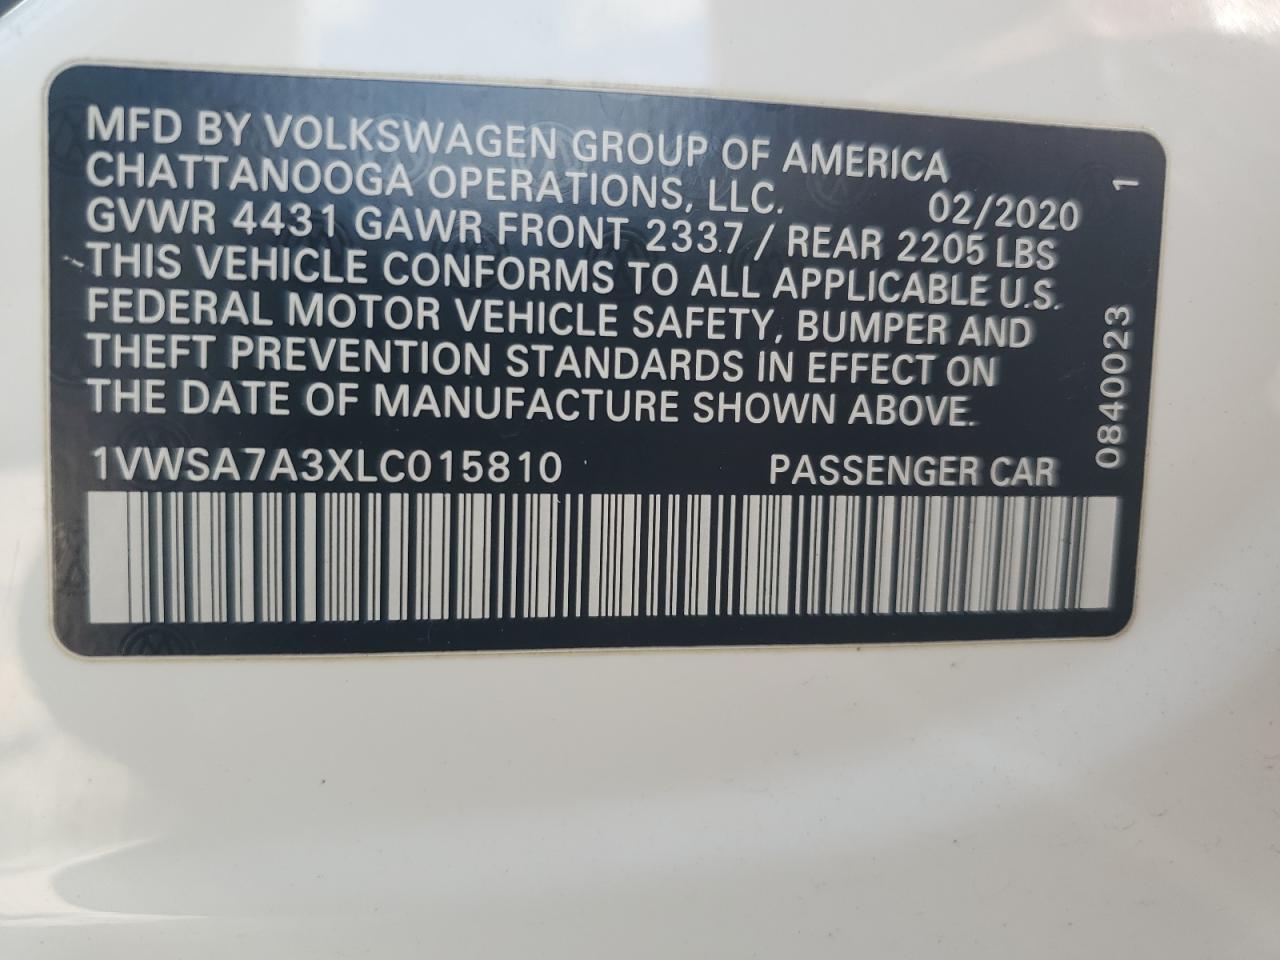 MFD BY VOLKSWAGEN GROUP OF AMERICA
CHATTANOOGA OPERATIONS, LLC. 02/2020
GVWR 4431 GAWR FRONT 2337 / REAR 2205 LBS
THIS VEHICLE CONFORMS TO ALL APPLICABLE U.S.
FEDERAL MOTOR VEHICLE SAFETY, BUMPER AND
THEFT PREVENTION STANDARDS IN EFFECT ON
THE DATE OF MANUFACTURE SHOWN ABOVE.
1VWSA7A3XLC015810 PASSENGER CAR
0840023 1